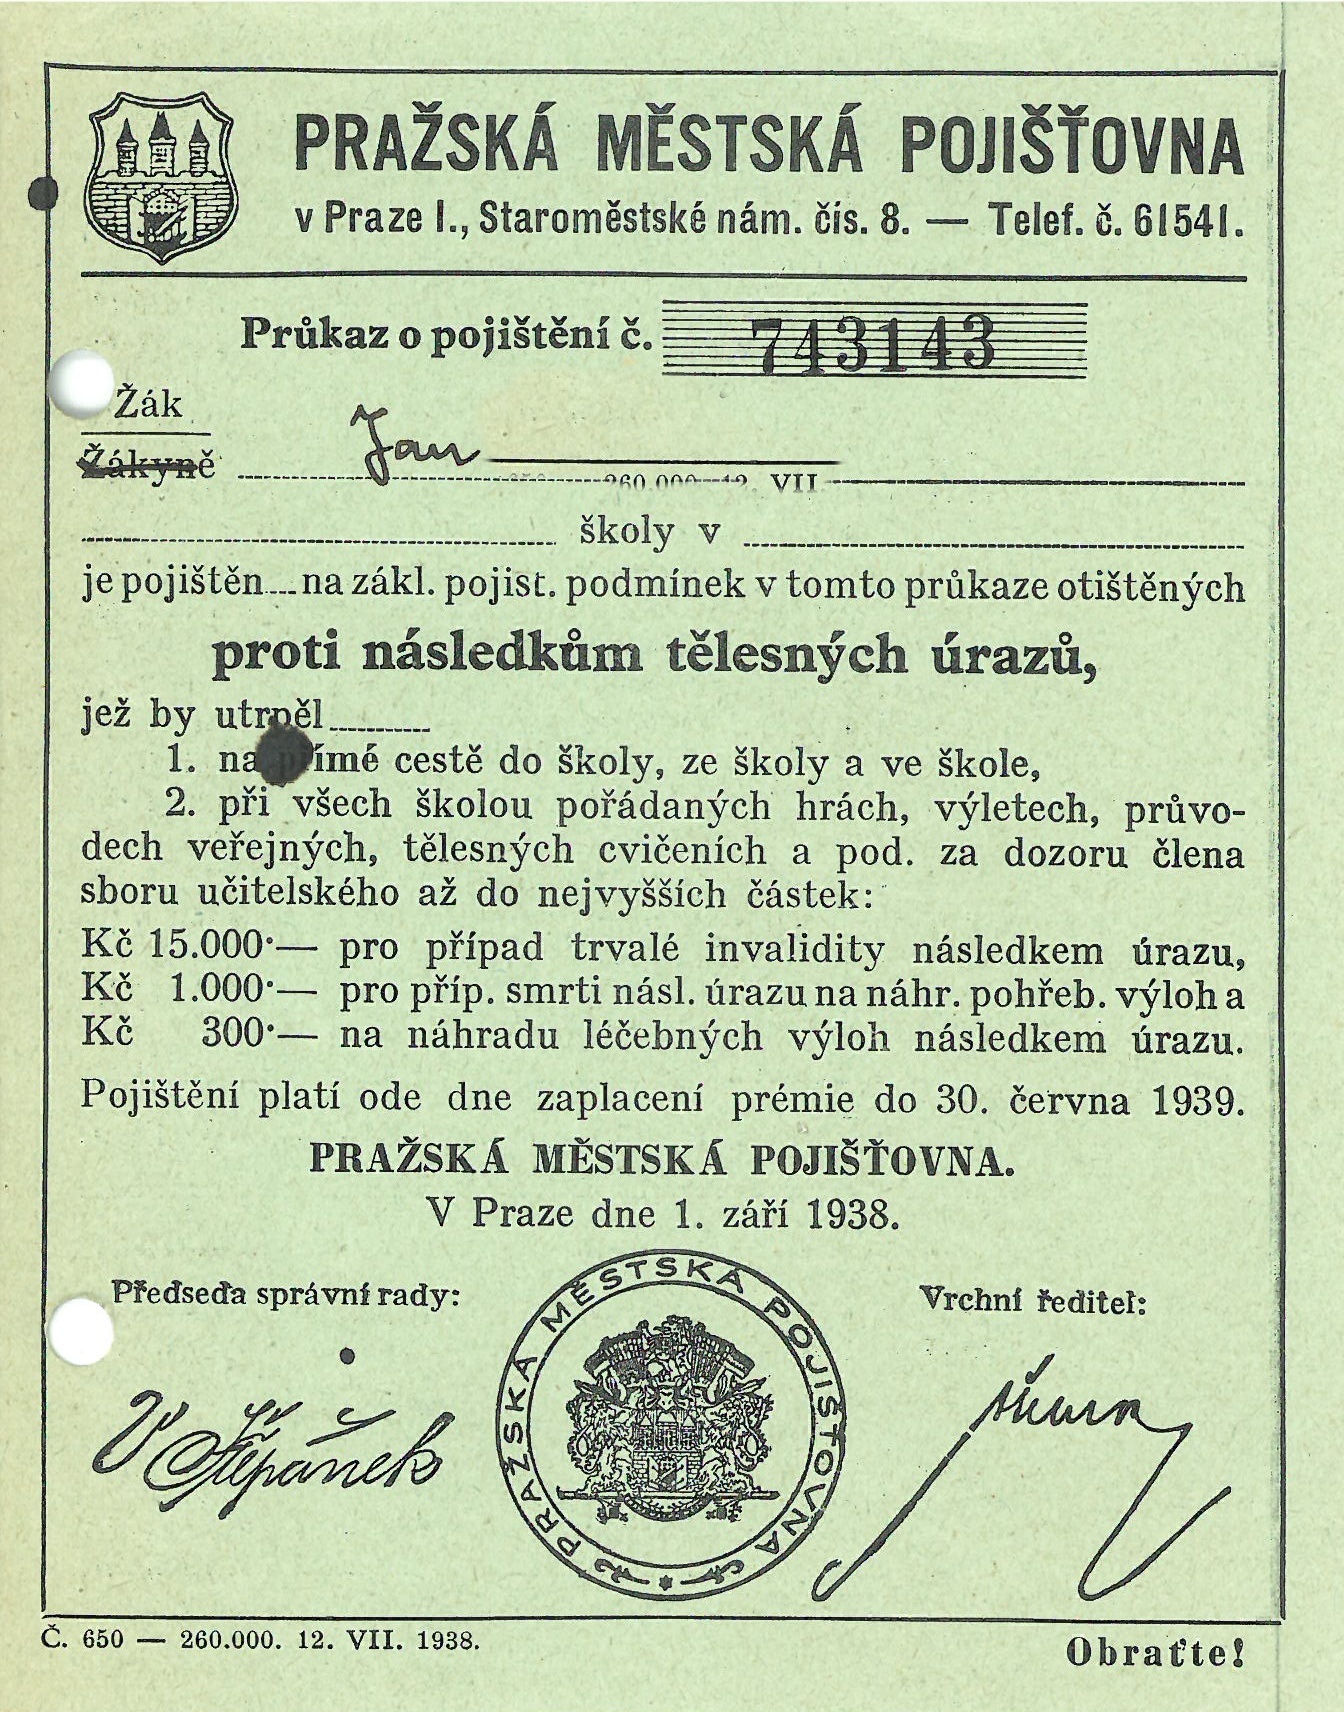 PRAŽSKÁ MĚSTSKÁ POJIŠŤOVNA
v Praze I., Staroměstské nám. čís. 8. — Telef. č. 61541.
Průkaz o pojištění č. 743143
Žák
Žákyně Jan
260.000 12. VII
školy v
je pojištěn na zákl. pojist. podmínek v tomto průkaze otištěných
proti následkům tělesných úrazů,
jež by utrpěl
1. na přímé cestě do školy, ze školy a ve škole,
2. při všech školou pořádaných hrách, výletech, průvo-
dech veřejných, tělesných cvičeních a pod. za dozoru člena
sboru učitelského až do nejvyšších částek:
Kč 15.000·— pro případ trvalé invalidity následkem úrazu,
Kč 1.000·— pro příp. smrti násl. úrazu na náhr. pohřeb. výloh a
Kč 300·— na náhradu léčebných výloh následkem úrazu.
Pojištění platí ode dne zaplacení prémie do 30. června 1939.
PRAŽSKÁ MĚSTSKÁ POJIŠŤOVNA.
V Praze dne 1. září 1938.
Předseda správní rady:
Vrchní ředitel:
PRAŽSKÁ MĚSTSKÁ POJIŠŤOVNA
V Štěpánek
Č. 650 — 260.000. 12. VII. 1938.
Obraťte!